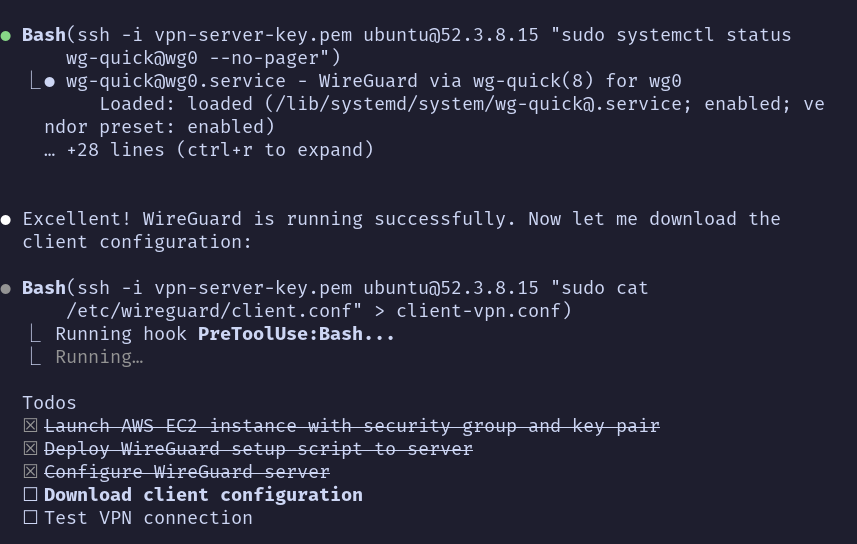 ● Bash(ssh -i vpn-server-key.pem ubuntu@52.3.8.15 "sudo systemctl status
wg-quick@wg0 --no-pager")
⎿ ● wg-quick@wg0.service - WireGuard via wg-quick(8) for wg0
Loaded: loaded (/lib/systemd/system/wg-quick@.service; enabled; ve
ndor preset: enabled)
… +28 lines (ctrl+r to expand)
● Excellent! WireGuard is running successfully. Now let me download the
client configuration:
● Bash(ssh -i vpn-server-key.pem ubuntu@52.3.8.15 "sudo cat
/etc/wireguard/client.conf" > client-vpn.conf)
⎿ Running hook PreToolUse:Bash...
⎿ Running…
Todos
☒ Launch AWS EC2 instance with security group and key pair
☒ Deploy WireGuard setup script to server
☒ Configure WireGuard server
☐ Download client configuration
☐ Test VPN connection